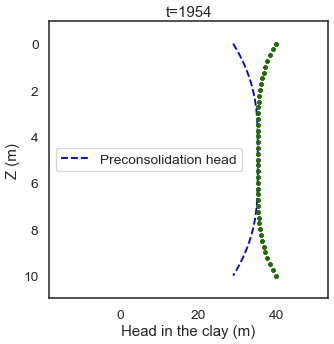 t=1954
0
2
4
6
8
10
Z (m)
Preconsolidation head
0
20
40
Head in the clay (m)